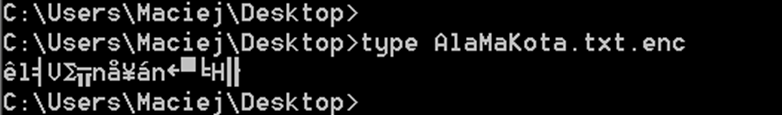 C:\Users\Maciej\Desktop>
C:\Users\Maciej\Desktop>type AlaMaKota.txt.enc
êl╡VΣ╥nå¥án←▀╘H╟
C:\Users\Maciej\Desktop>